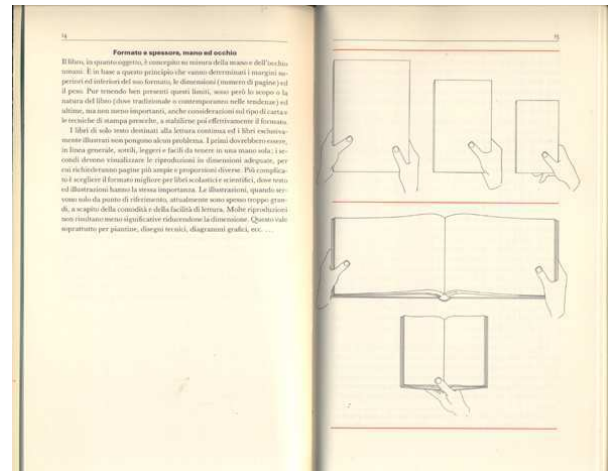 14
Formato e spessore, mano ed occhio
Il libro, in quanto oggetto, è concepito su misura della mano e dell'occhio
umani. È in base a questo principio che vanno determinati i margini su-
periori ed inferiori del suo formato, le dimensioni (numero di pagine) ed
il peso. Pur tenendo ben presenti questi limiti, sono però lo scopo o la
natura del libro (dove tradizionale o contemporaneo nelle tendenze) ed
ultime, ma non meno importanti, anche considerazioni sul tipo di carta e
le tecniche di stampa prescelte, a stabilirne poi effettivamente il formato.
I libri di solo testo destinati alla lettura continua ed i libri esclusiva-
mente illustrati non pongono alcun problema. I primi dovrebbero essere,
in linea generale, sottili, leggeri e facili da tenere in una mano sola; i se-
condi devono visualizzare le riproduzioni in dimensioni adeguate, per
cui richiederanno pagine più ampie e proporzioni diverse. Più complica-
to è scegliere il formato migliore per libri scolastici e scientifici, dove testo
ed illustrazioni hanno la stessa importanza. Le illustrazioni, quando ser-
vono solo da punto di riferimento, attualmente sono spesso troppo gran-
di, a scapito della comodità e della facilità di lettura. Molte riproduzioni
non risultano meno significative riducendone la dimensione. Questo vale
soprattutto per piantine, disegni tecnici, diagrammi grafici, ecc. …
15